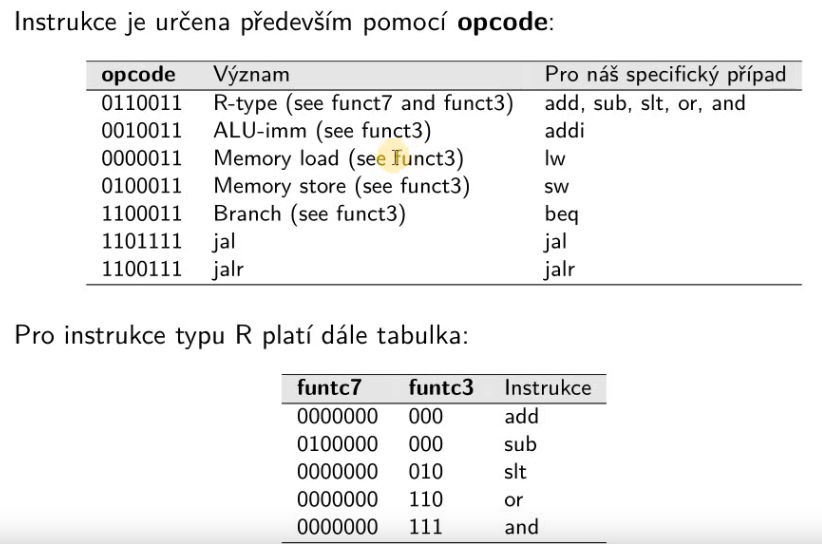 Instrukce je určena především pomocí opcode:
opcode Význam Pro náš specifický případ
0110011 R-type (see funct7 and funct3) add, sub, slt, or, and
0010011 ALU-imm (see funct3) addi
0000011 Memory load (see funct3) lw
0100011 Memory store (see funct3) sw
1100011 Branch (see funct3) beq
1101111 jal jal
1100111 jalr jalr
Pro instrukce typu R platí dále tabulka:
funtc7 funtc3 Instrukce
0000000 000 add
0100000 000 sub
0000000 010 slt
0000000 110 or
0000000 111 and